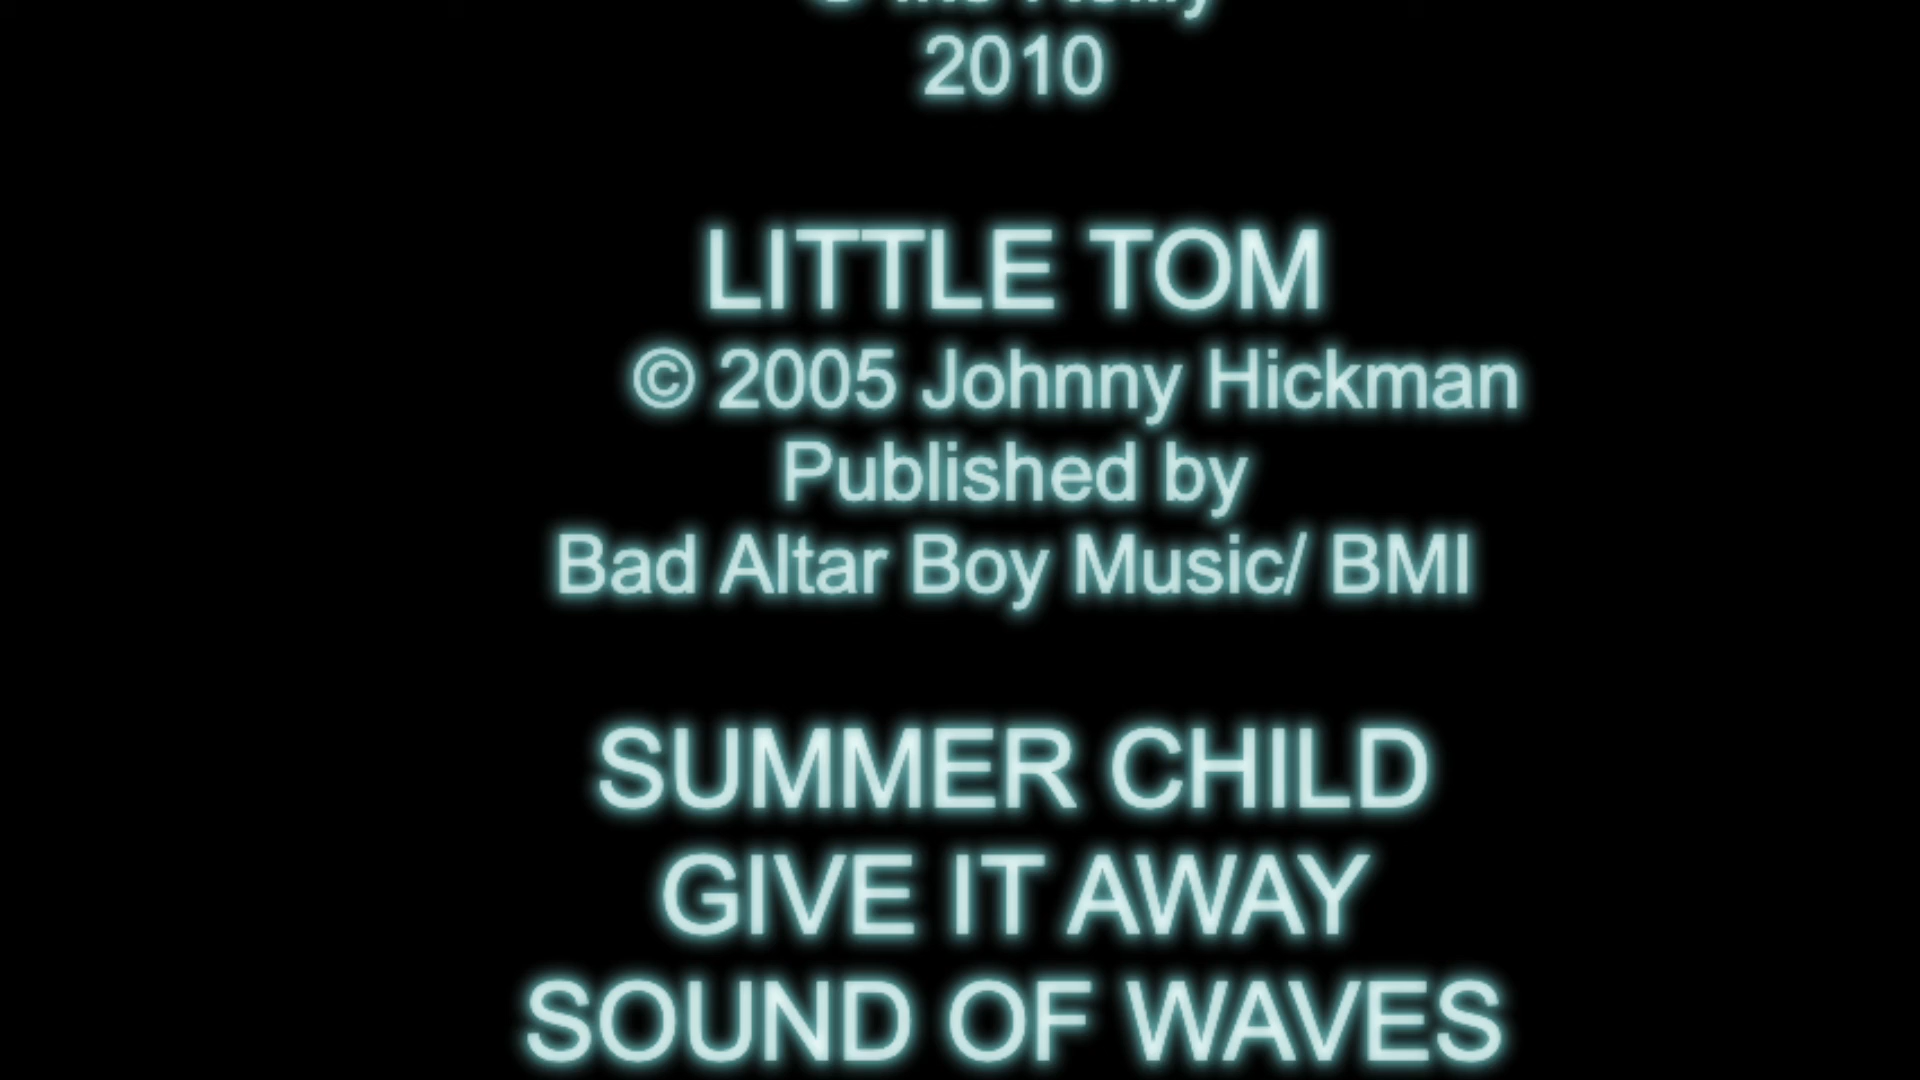 2010
LITTLE TOM
© 2005 Johnny Hickman
Published by
Bad Altar Boy Music/ BMI
SUMMER CHILD
GIVE IT AWAY
SOUND OF WAVES